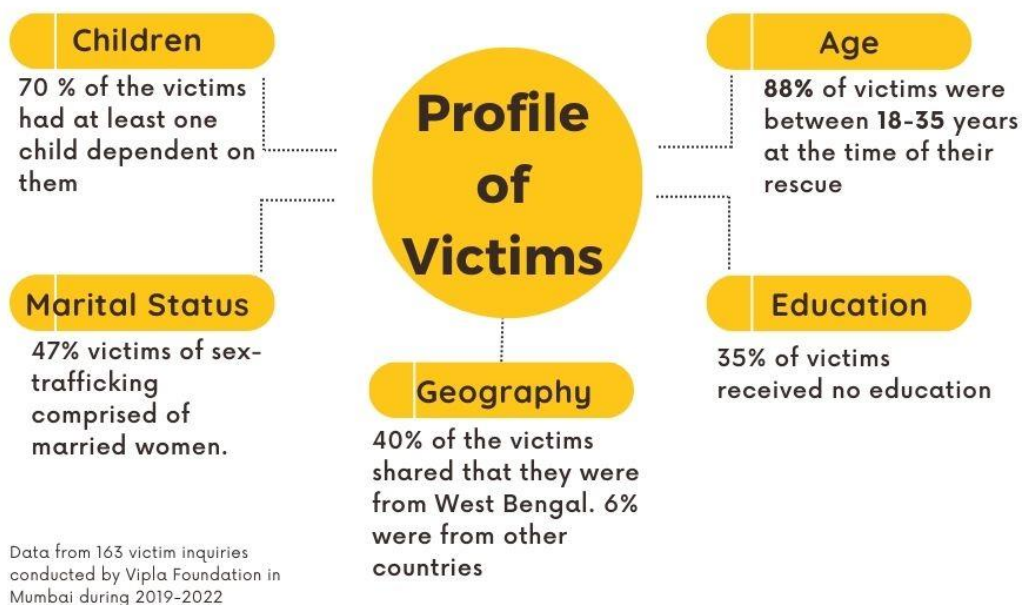 Children
70 % of the victims
had at least one
child dependent on
them
Profile
of
Victims
Age
88% of victims were
between 18-35 years
at the time of their
rescue
Marital Status
47% victims of sex-
trafficking
comprised of
married women.
Geography
40% of the victims
shared that they were
from West Bengal. 6%
were from other
countries
Education
35% of victims
received no education
Data from 163 victim inquiries
conducted by Vipla Foundation in
Mumbai during 2019-2022